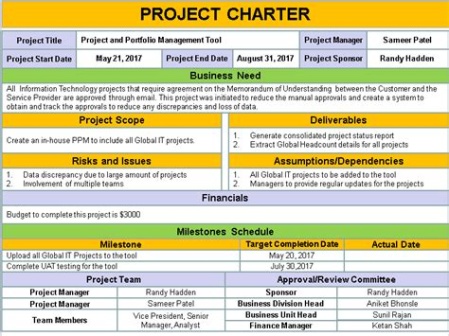 PROJECT CHARTER
Project Title Project and Portfolio Management Tool Project Manager Sameer Patel
Project Start Date May 21, 2017 Project End Date August 31, 2017 Project Sponsor Randy Hadden
Business Need
All Information Technology projects that require agreement on the Memorandum of Understanding between the Customer and the
Service Provider are approved through email. This project was initiated to reduce the manual approvals and create a system to
obtain and track the approvals to reduce any discrepancies and loss of data.
Project Scope
Create an in-house PPM to include all Global IT projects.
Deliverables
1. Generate consolidated project status report
2. Extract Global Headcount details for all projects
Risks and Issues
1. Data discrepancy due to large amount of projects
2. Involvement of multiple teams
Assumptions/Dependencies
1. All Global IT projects to be added to the tool
2. Managers to provide regular updates for the projects
Financials
Budget to complete this project is $3000
Milestones Schedule
Milestone Target Completion Date Actual Date
Upload all Global IT Projects to the tool May 20, 2017
Complete UAT testing for the tool July 30,2017
Project Team
Project Manager Randy Hadden
Project Manager Sameer Patel
Team Members Vice President, Senior
Manager, Analyst
Approval/Review Committee
Sponsor Randy Hadden
Business Division Head Aniket Bhonsle
Business Unit Head Sunil Rajan
Finance Manager Ketan Shah